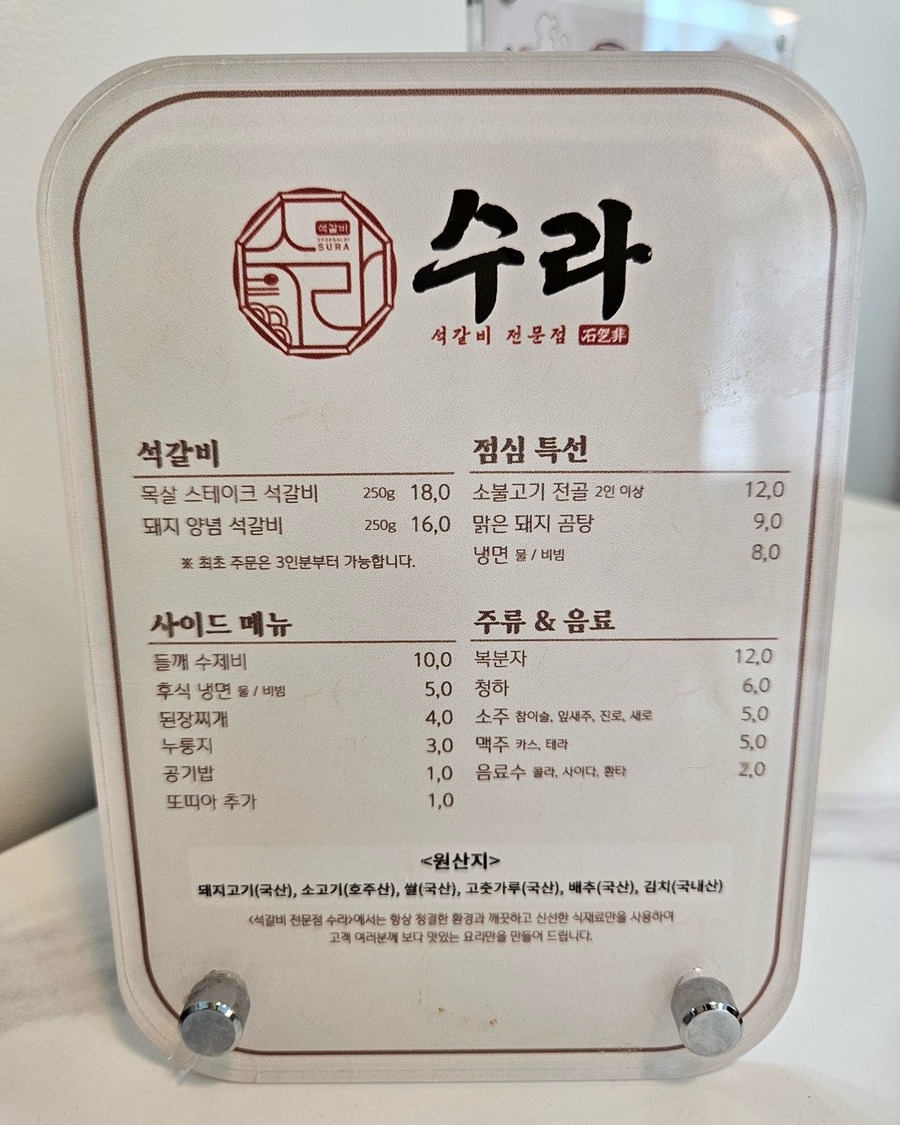 석갈비
SURA
수라
석갈비 전문점
석갈비
목살 스테이크 석갈비 250g 18,0
돼지 양념 석갈비 250g 16,0
※ 최초 주문은 3인분부터 가능합니다.
점심 특선
소불고기 전골 2인 이상 12,0
맑은 돼지 곰탕 9,0
냉면 물 / 비빔 8,0
사이드 메뉴
들깨 수제비 10,0
후식 냉면 물 / 비빔 5,0
된장찌개 4,0
누룽지 3,0
공기밥 1,0
또띠아 추가 1,0
주류 & 음료
복분자 12,0
청하 6,0
소주 참이슬, 잎새주, 진로, 새로 5,0
맥주 카스, 테라 5,0
음료수 콜라, 사이다, 환타 2,0
<원산지>
돼지고기(국산), 소고기(호주산), 쌀(국산), 고춧가루(국산), 배추(국산), 김치(국내산)
<석갈비 전문점 수라>에서는 항상 청결한 환경과 깨끗하고 신선한 식재료만을 사용하여
고객 여러분께 보다 맛있는 요리만을 만들어 드립니다.